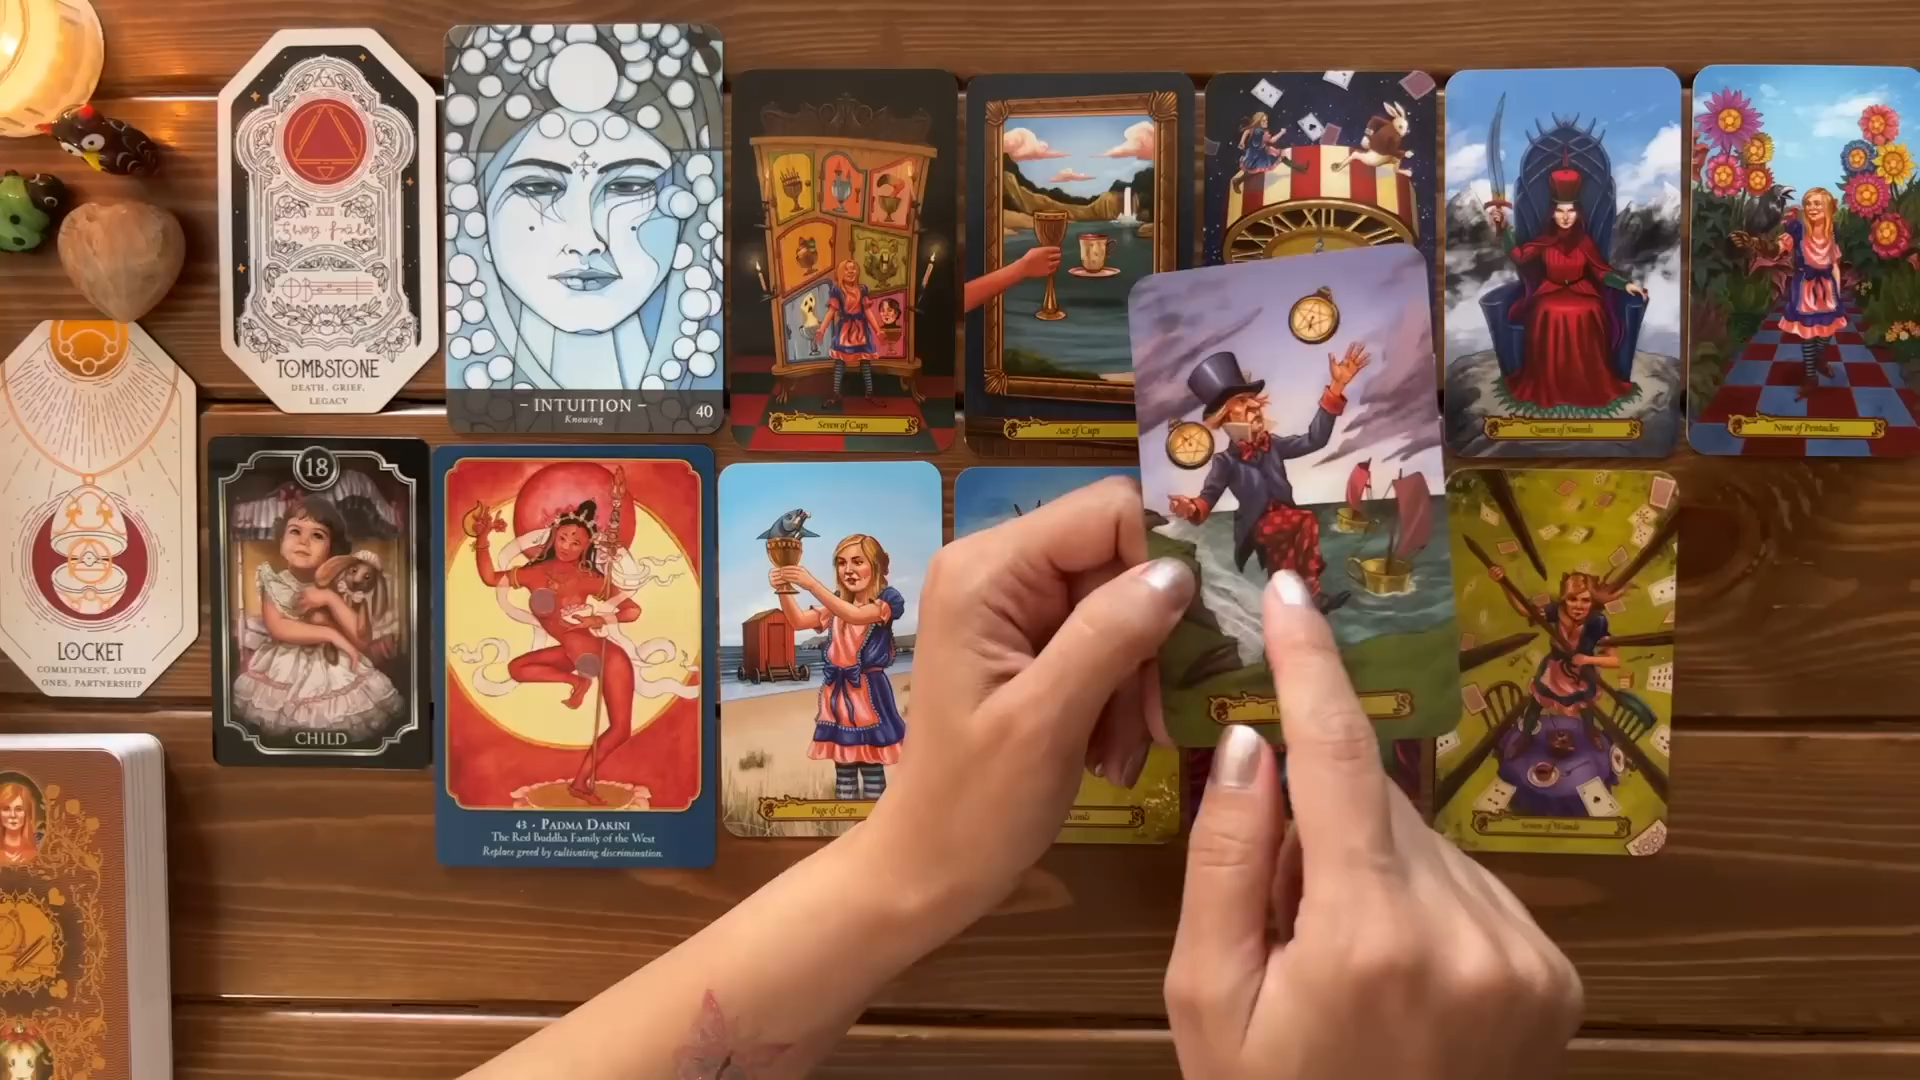 TOMBSTONE
DEATH, GRIEF,
LEGACY
- INTUITION -
Knowing
40
Seven of Cups
Ace of Cups
XII
Queen of Swords
Nine of Pentacles
LOCKET
COMMITMENT, LOVED
ONES, PARTNERSHIP
18
CHILD
43 · PADMA DAKINI
The Red Buddha Family of the West
Replace greed by cultivating discrimination.
Page of Cups
Wands
Seven of Wands